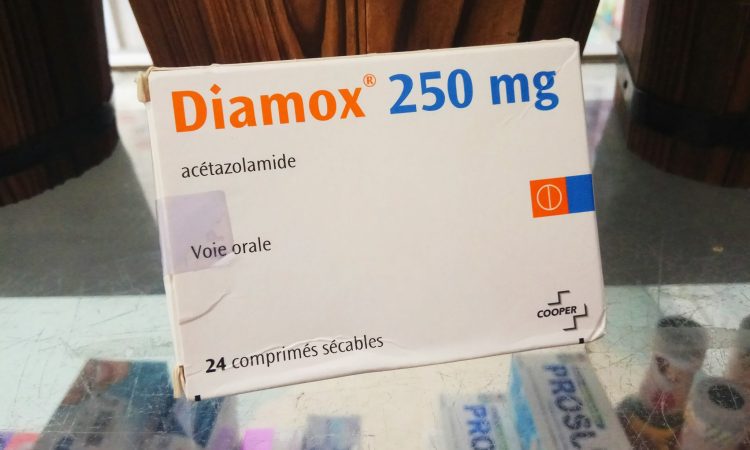 Diamox® 250 mg
acétazolamide
Voie orale
COOPER
24 comprimés sécables